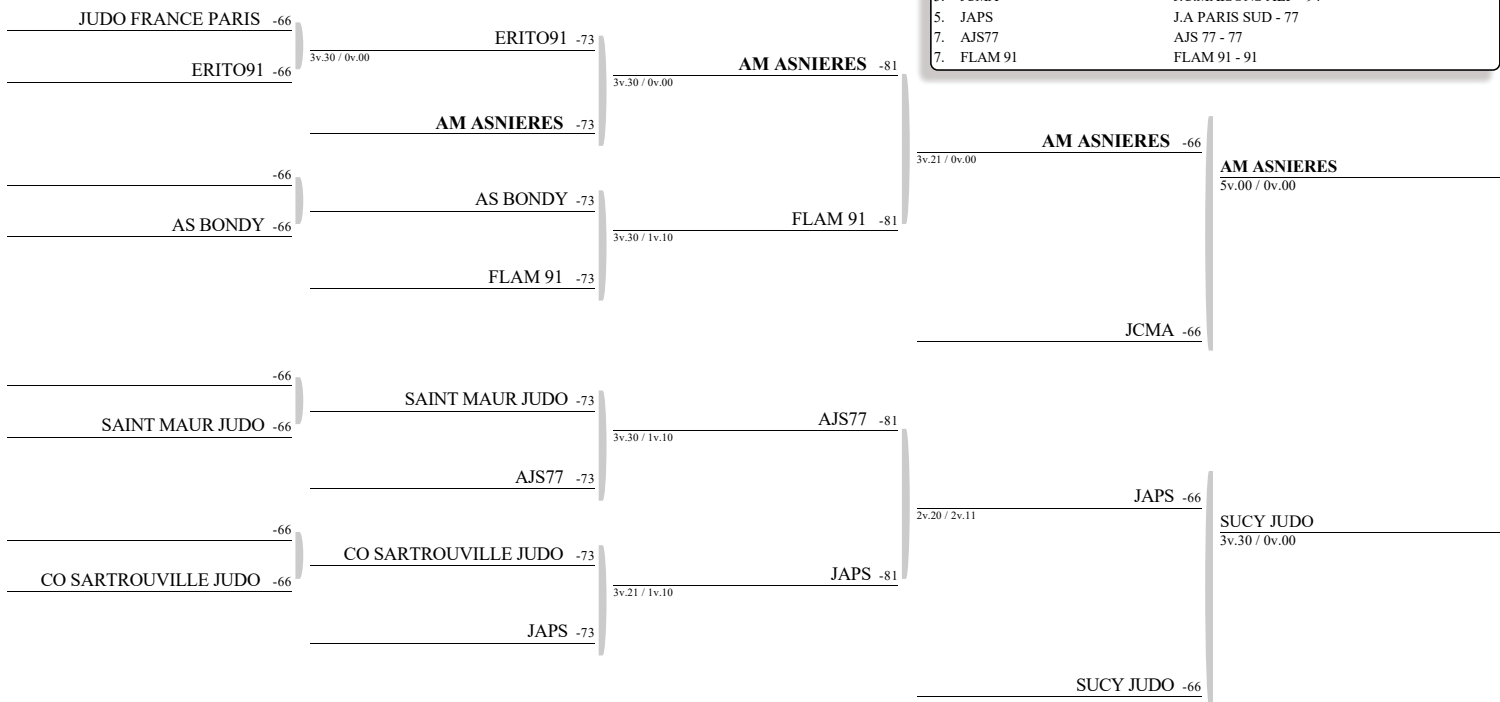 JUDO FRANCE PARIS -66
ERITO91 -66
3v.30 / 0v.00
-66
AS BONDY -66
-66
SAINT MAUR JUDO -66
-66
CO SARTROUVILLE JUDO -66
ERITO91 -73
AM ASNIERES -73
3v.30 / 0v.00
AS BONDY -73
FLAM 91 -73
3v.30 / 1v.10
SAINT MAUR JUDO -73
AJS77 -73
3v.30 / 1v.10
CO SARTROUVILLE JUDO -73
JAPS -73
3v.21 / 1v.10
AM ASNIERES -81
FLAM 91 -81
3v.21 / 0v.00
AJS77 -81
JAPS -81
2v.20 / 2v.11
AM ASNIERES -66
JCMA -66
AM ASNIERES
5v.00 / 0v.00
JAPS -66
SUCY JUDO -66
SUCY JUDO
3v.30 / 0v.00
5. JAPS J.A PARIS SUD - 77
7. AJS77 AJS 77 - 77
7. FLAM 91 FLAM 91 - 91